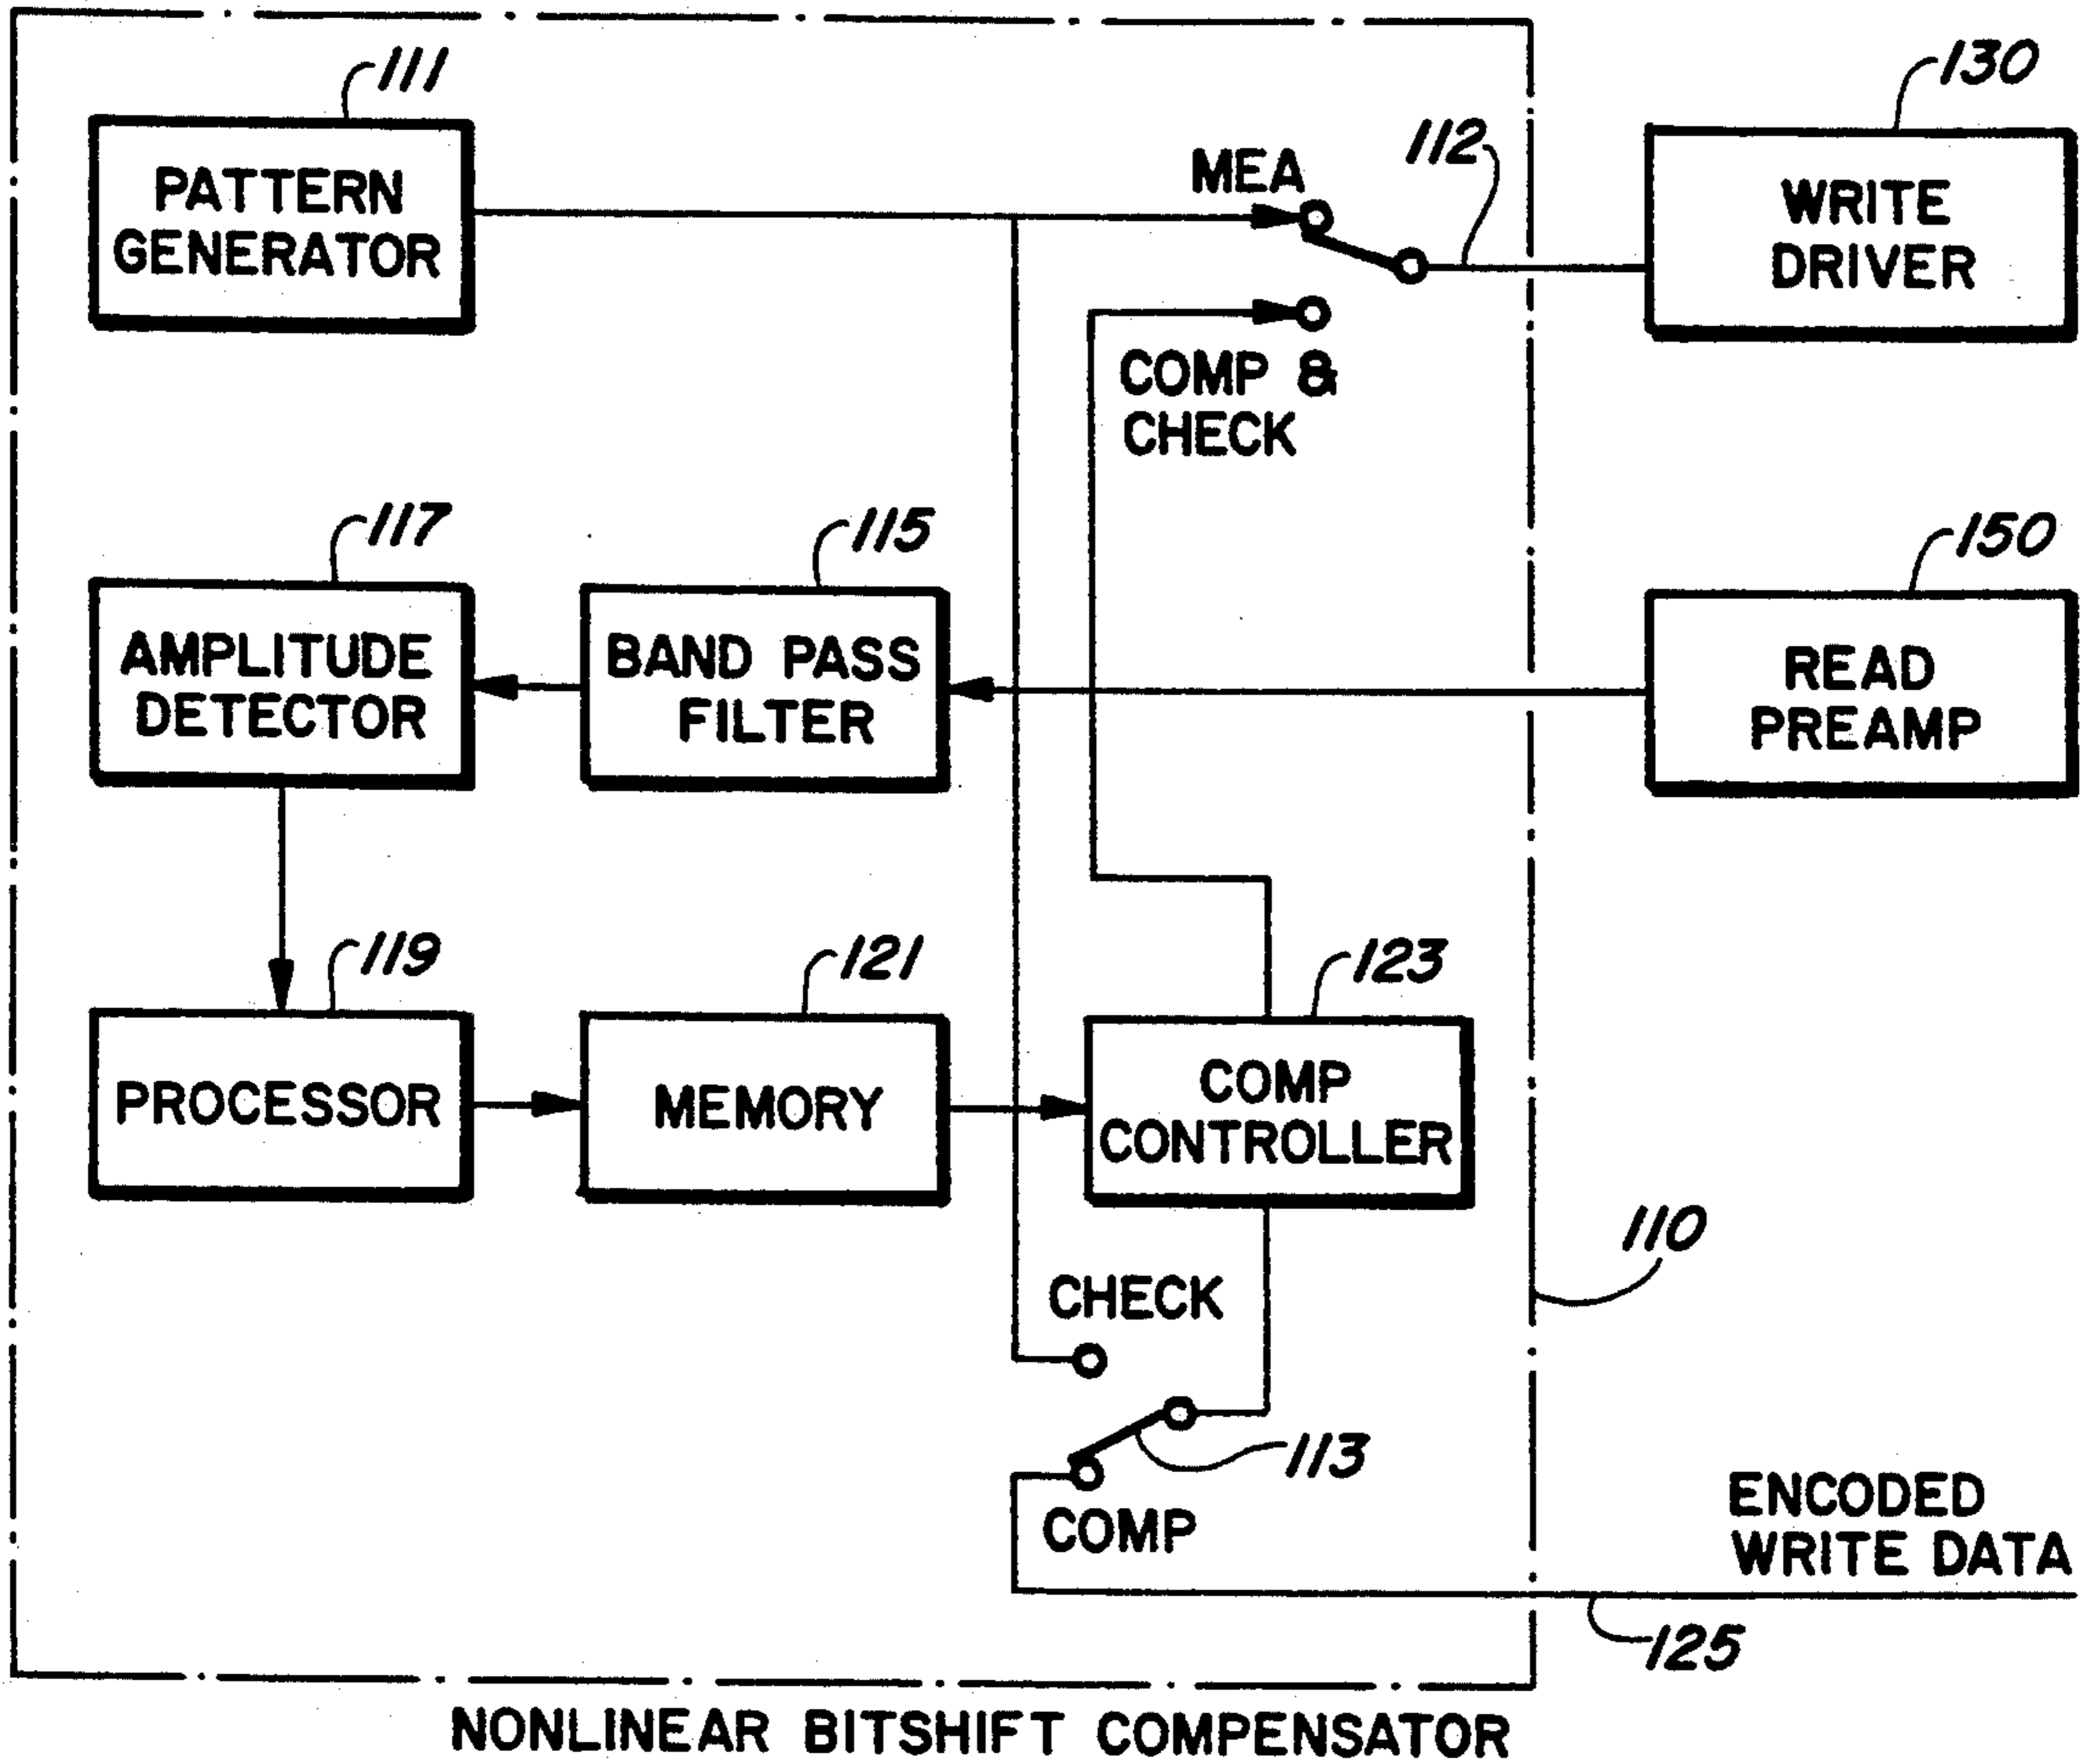 111
PATTERN
GENERATOR
MEA
112
130
WRITE
DRIVER
COMP &
CHECK
117
AMPLITUDE
DETECTOR
115
BAND PASS
FILTER
150
READ
PREAMP
119
PROCESSOR
121
MEMORY
123
COMP
CONTROLLER
110
CHECK
113
COMP
ENCODED
WRITE DATA
125
NONLINEAR BITSHIFT COMPENSATOR